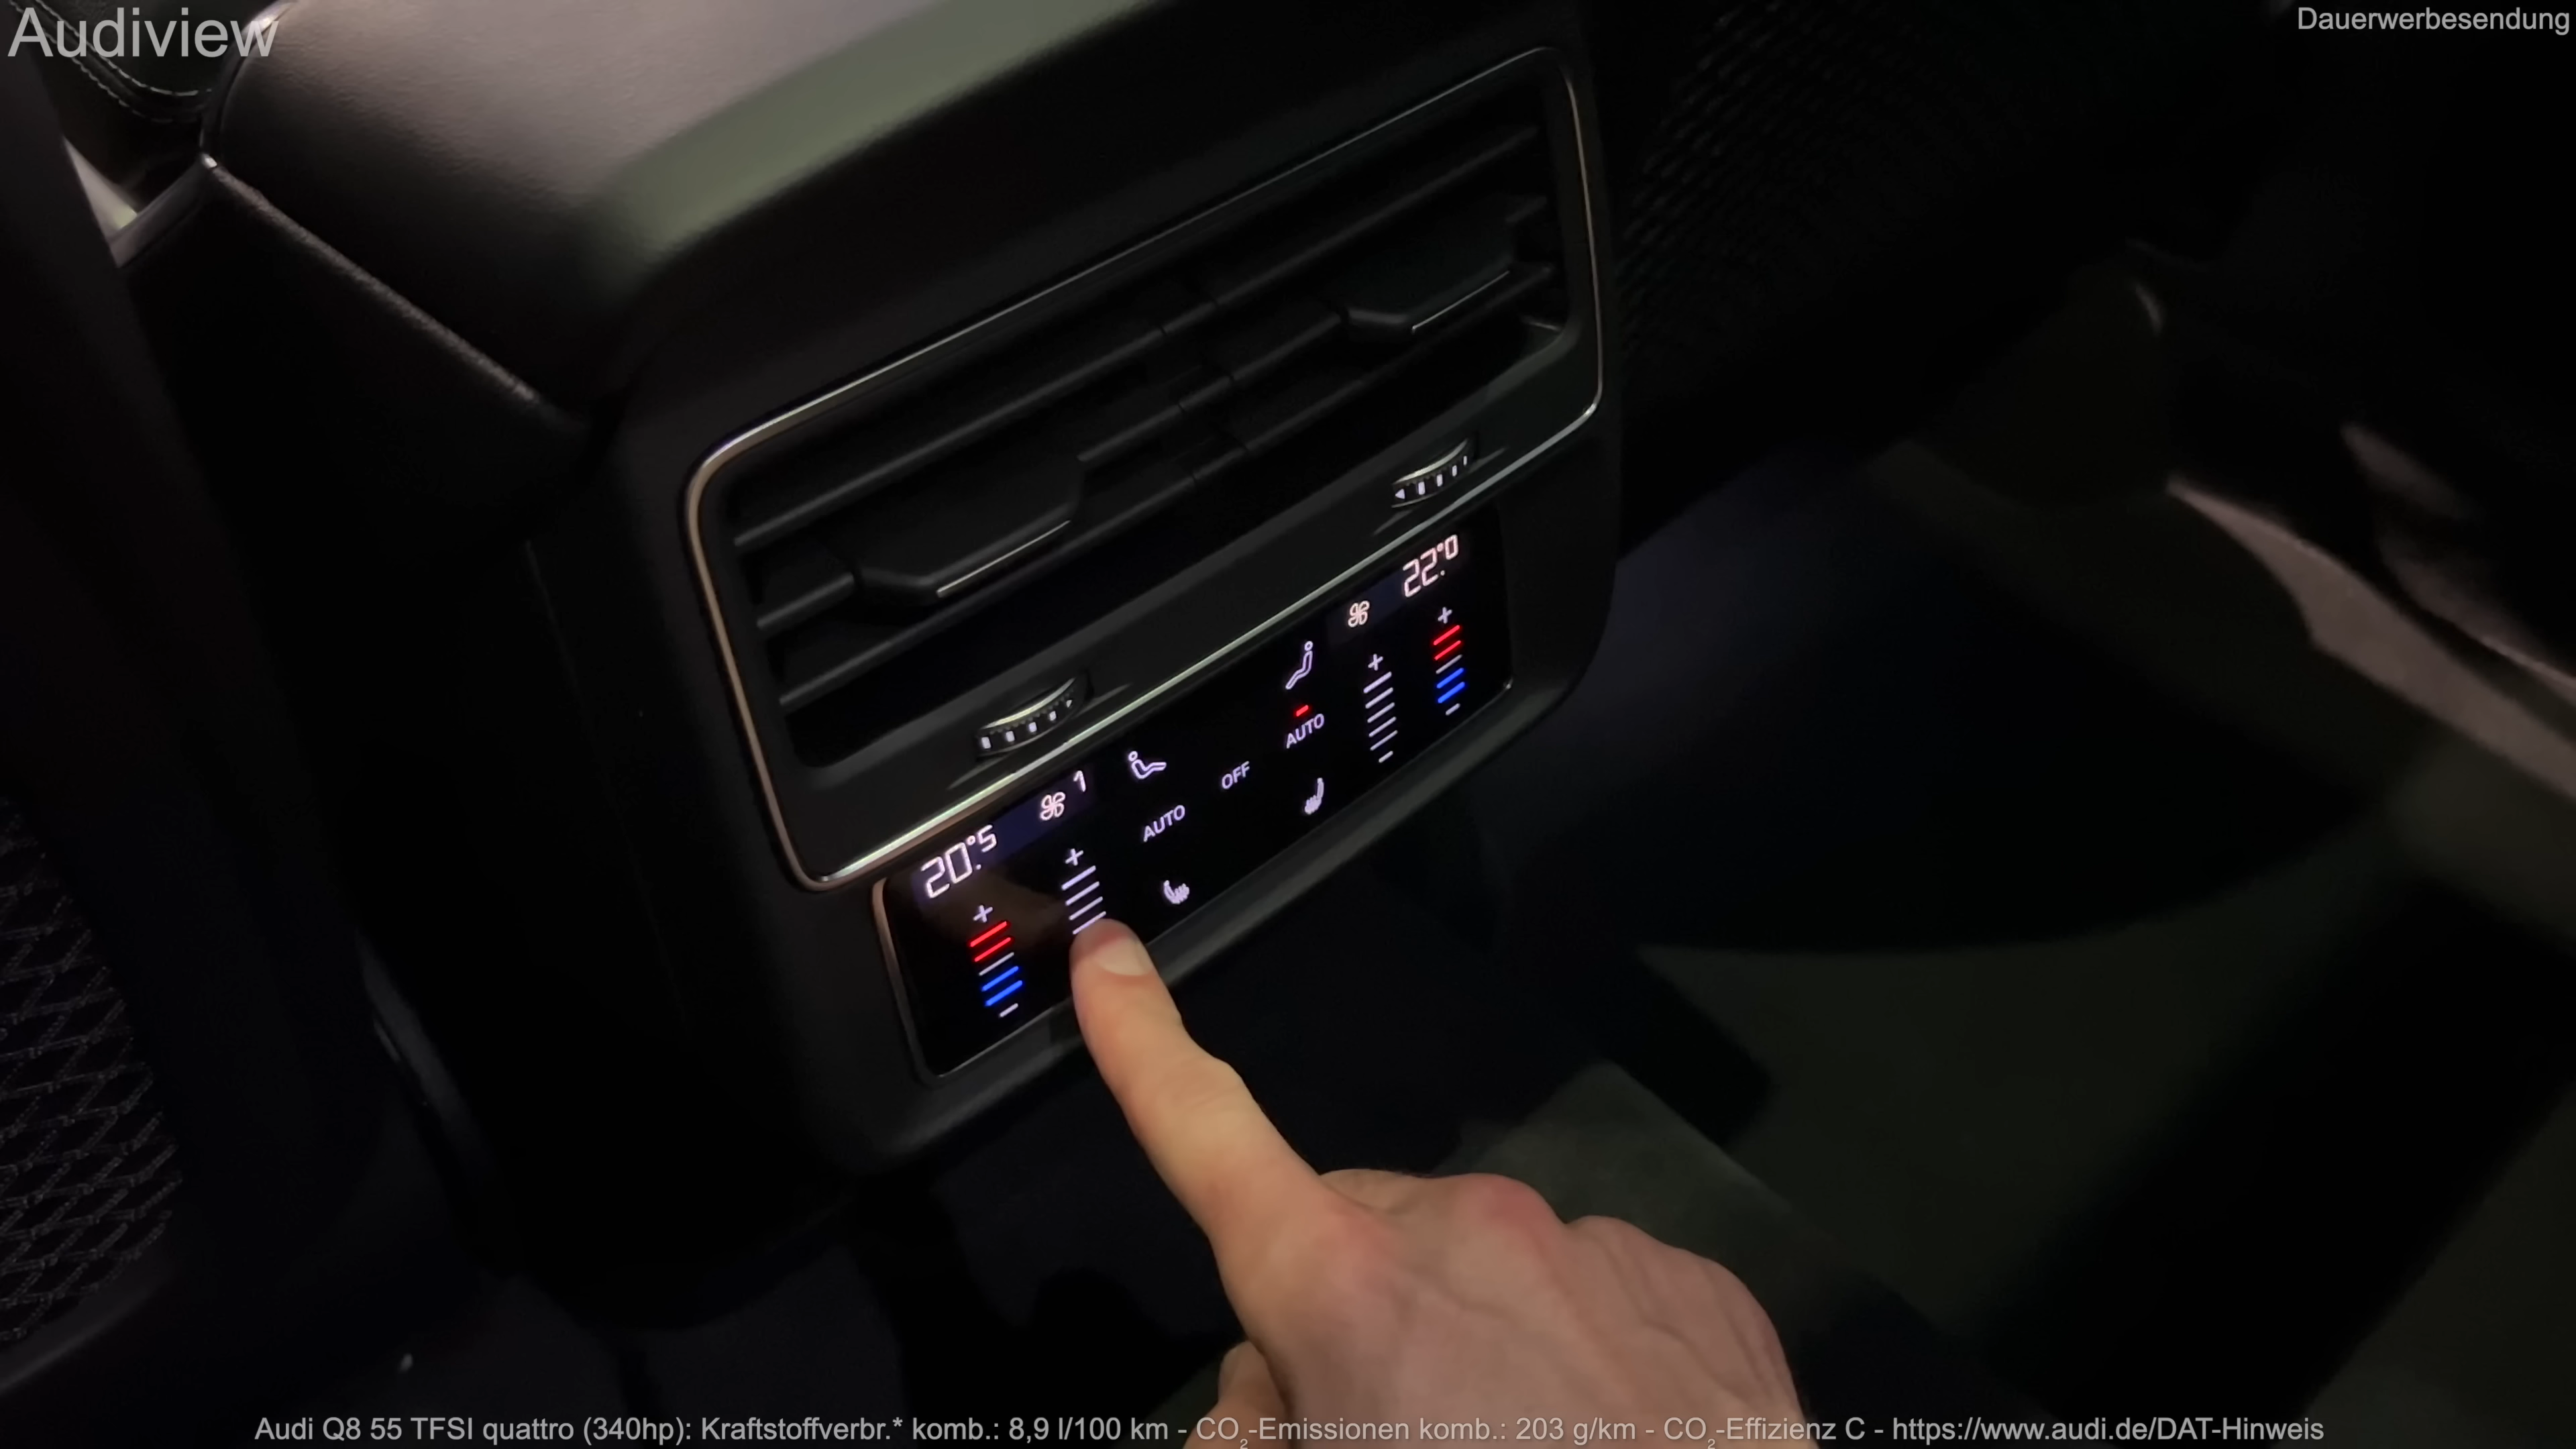 Audiview
Dauerwerbesendung
22°0
20°5
1
AUTO
OFF
AUTO
Audi Q8 55 TFSI quattro (340hp): Kraftstoffverbr.* komb.: 8,9 l/100 km - CO₂-Emissionen komb.: 203 g/km - CO₂-Effizienz C - https://www.audi.de/DAT-Hinweis